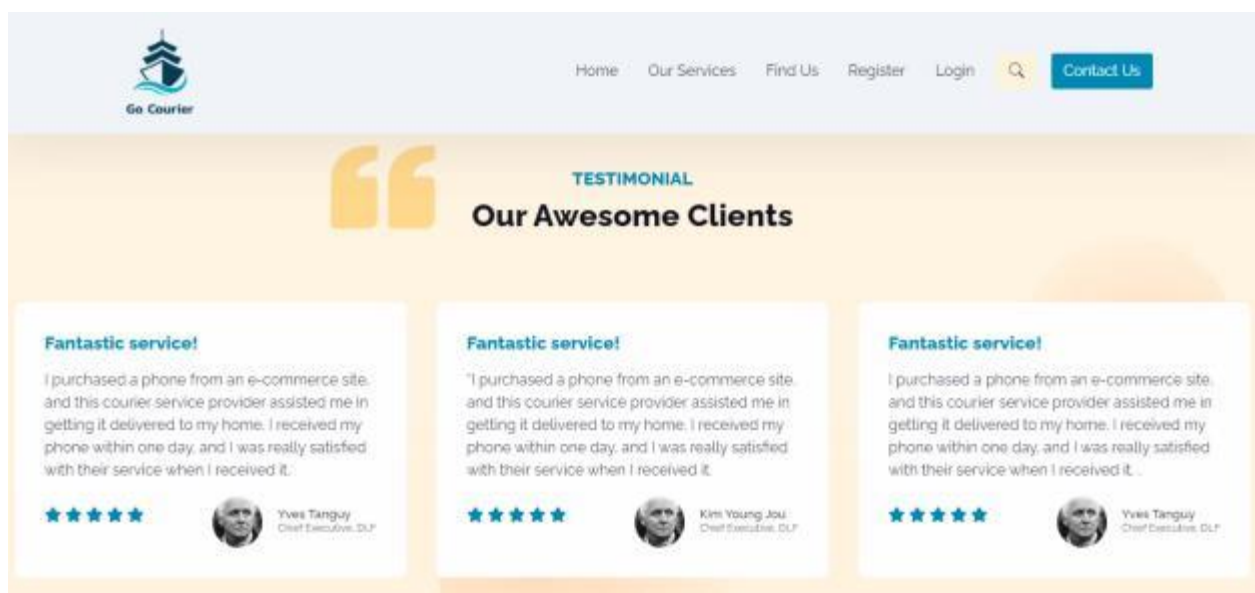 Go Courier
Home Our Services Find Us Register Login Contact Us
TESTIMONIAL
Our Awesome Clients
Fantastic service!
I purchased a phone from an e-commerce site,
and this courier service provider assisted me in
getting it delivered to my home. I received my
phone within one day, and I was really satisfied
with their service when I received it.
Yves Tanguy
Chief Executive, DLF
Fantastic service!
"I purchased a phone from an e-commerce site,
and this courier service provider assisted me in
getting it delivered to my home. I received my
phone within one day, and I was really satisfied
with their service when I received it
Kim Young Jou
Chief Executive, DLF
Fantastic service!
I purchased a phone from an e-commerce site,
and this courier service provider assisted me in
getting it delivered to my home. I received my
phone within one day, and I was really satisfied
with their service when I received it. .
Yves Tanguy
Chief Executive, DLF